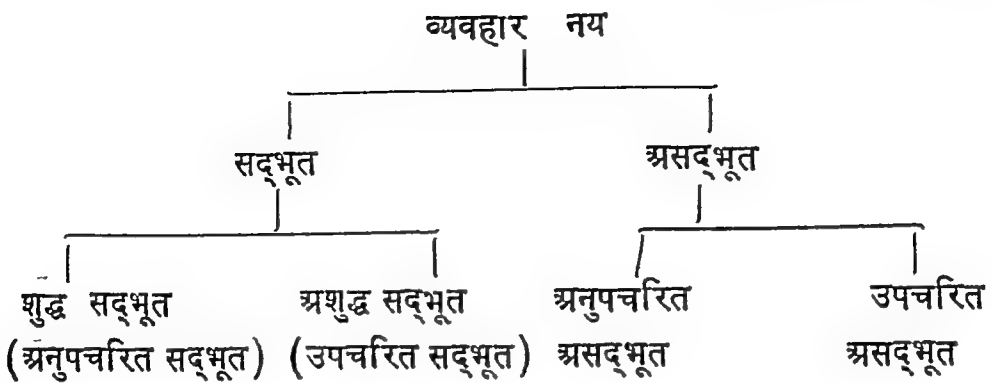 व्यवहार नय
सद्भूत असद्भूत
शुद्ध सद्भूत अशुद्ध सद्भूत अनुपचरित उपचरित
(अनुपचरित सद्भूत) (उपचरित सद्भूत) असद्भूत असद्भूत